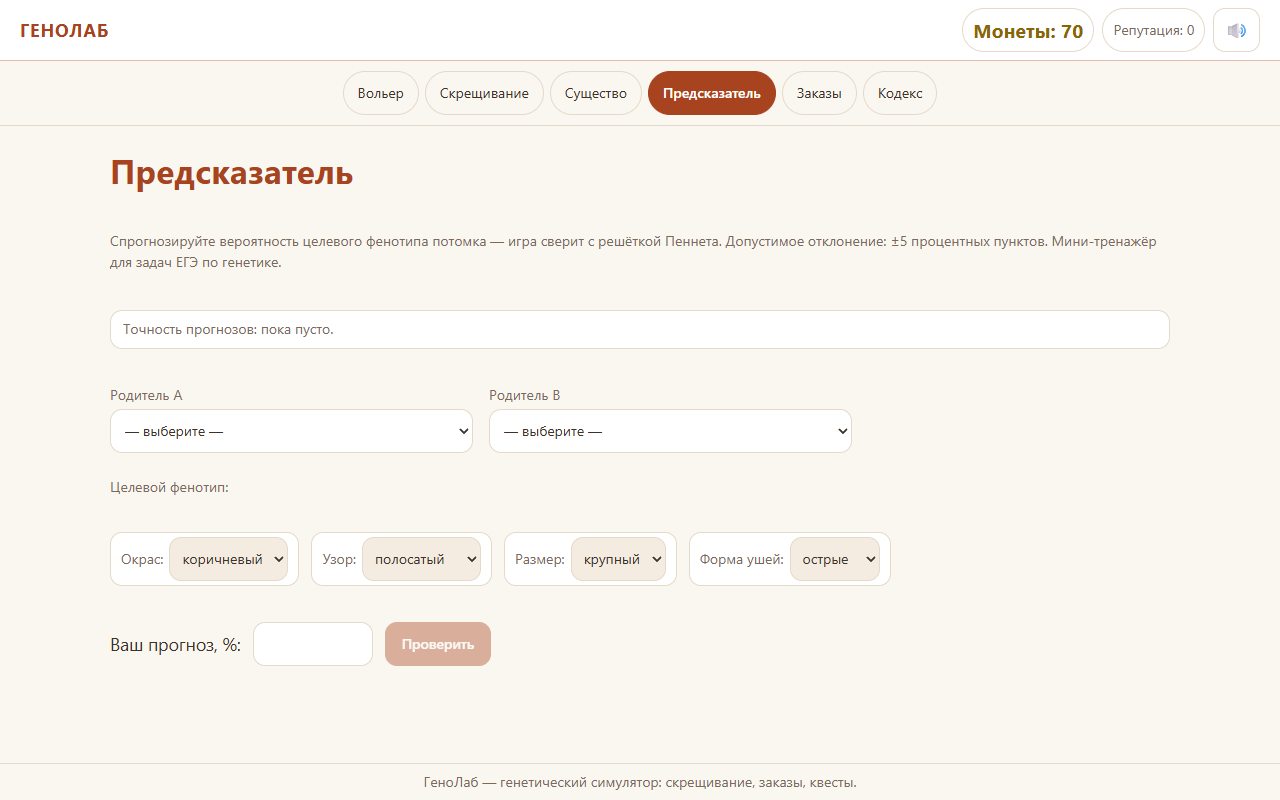 ГЕНОЛАБ
Монеты: 70
Репутация: 0
Вольер
Скрещивание
Существо
Предсказатель
Заказы
Кодекс
Предсказатель
Спрогнозируйте вероятность целевого фенотипа потомка — игра сверит с решёткой Пеннета. Допустимое отклонение: ±5 процентных пунктов. Мини-тренажёр
для задач ЕГЭ по генетике.
Точность прогнозов: пока пусто.
Родитель A
Родитель B
— выберите —
— выберите —
Целевой фенотип:
Окрас: коричневый
Узор: полосатый
Размер: крупный
Форма ушей: острые
Ваш прогноз, %:
Проверить
ГеноЛаб — генетический симулятор: скрещивание, заказы, квесты.